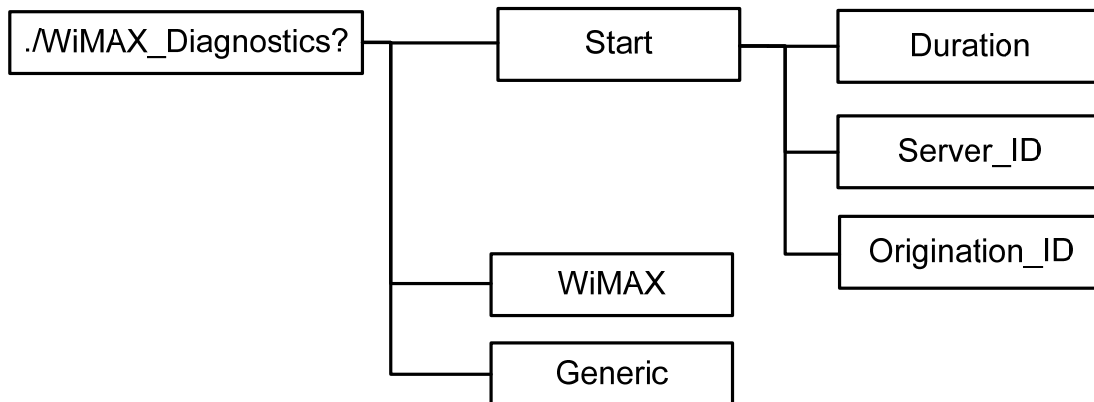 ./WiMAX_Diagnostics?
Start
Duration
Server_ID
Origination_ID
WiMAX
Generic